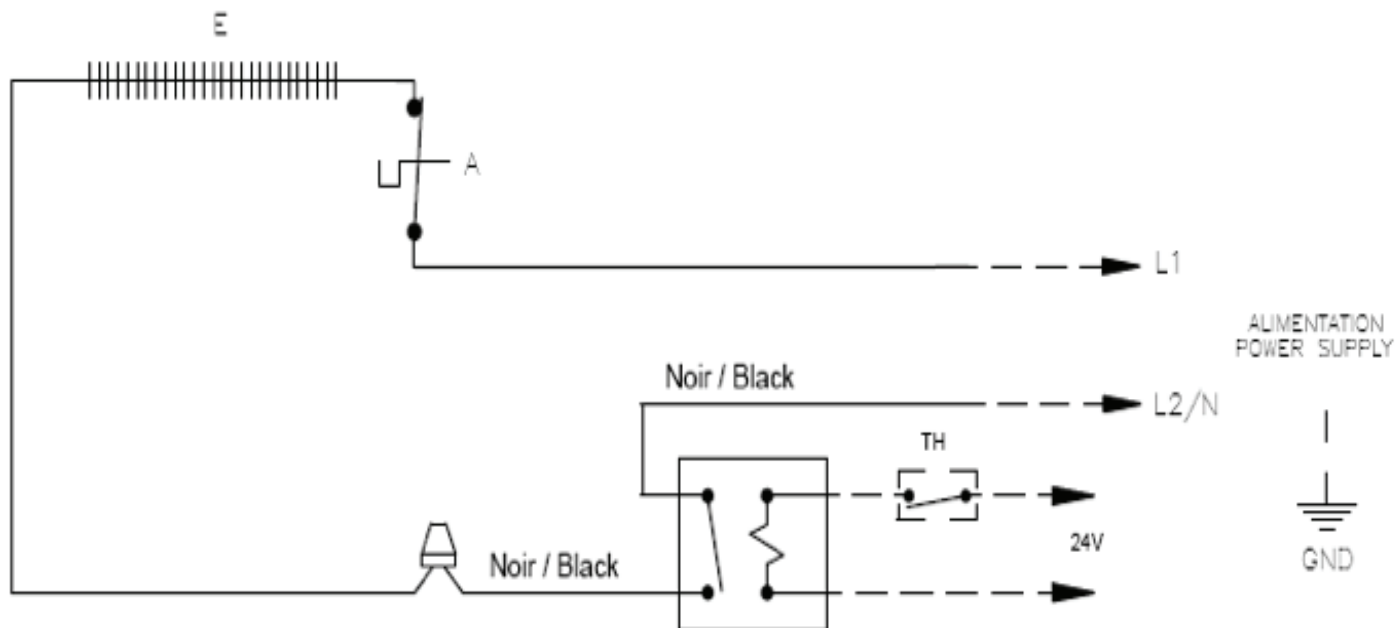 E
A
L1
ALIMENTATION
POWER SUPPLY
Noir / Black
L2/N
TH
24V
Noir / Black
GND